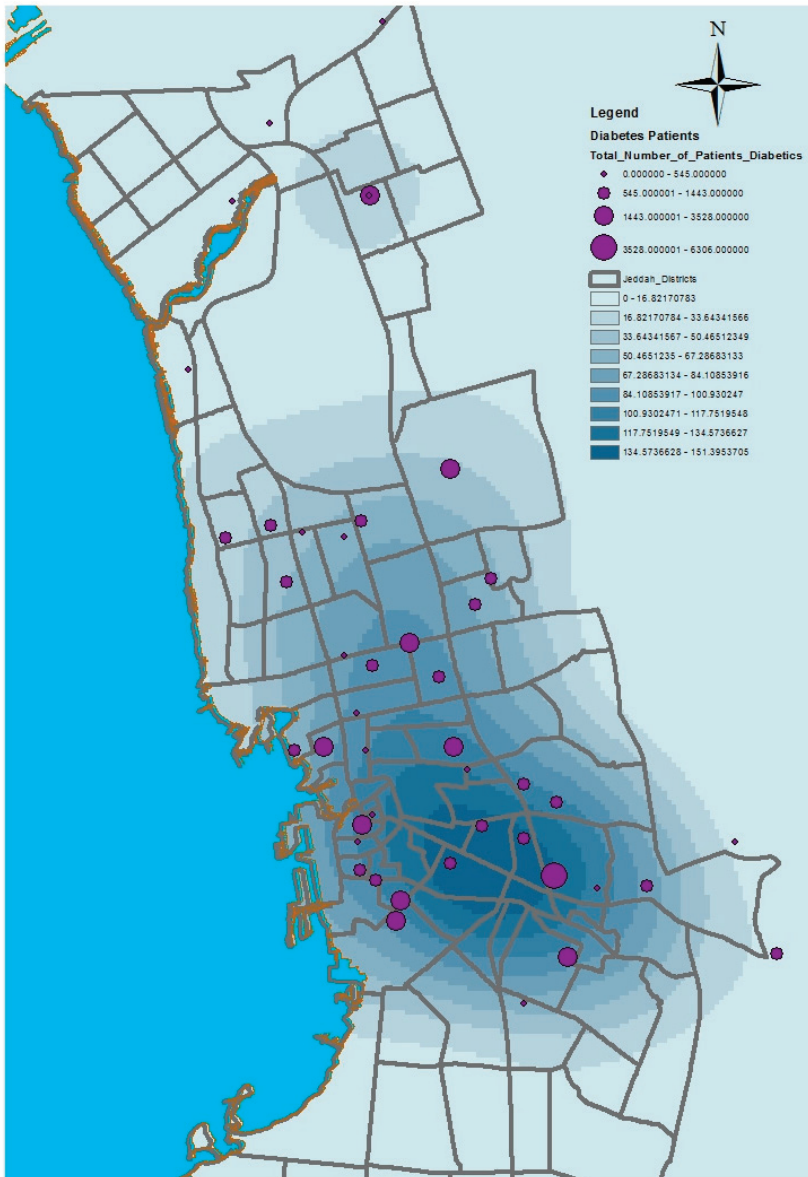 N
Legend
Diabetes Patients
Total_Number_of_Patients_Diabetics
0.000000 - 545.000000
545.000001 - 1443.000000
1443.000001 - 3528.000000
3528.000001 - 6306.000000
Jeddah_Districts
0 - 16.82170783
16.82170784 - 33.64341566
33.64341567 - 50.46512349
50.4651235 - 67.28683133
67.28683134 - 84.10853916
84.10853917 - 100.930247
100.9302471 - 117.7519548
117.7519549 - 134.5736627
134.5736628 - 151.3953705